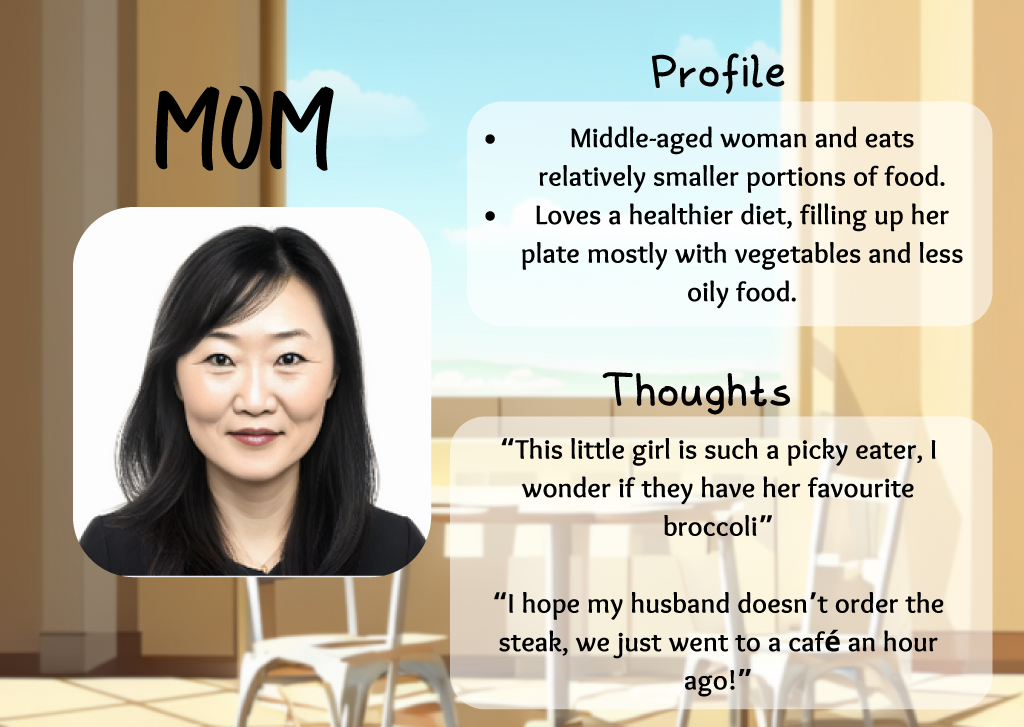 MOM
Profile
• Middle-aged woman and eats
relatively smaller portions of food.
• Loves a healthier diet, filling up her
plate mostly with vegetables and less
oily food.
Thoughts
“This little girl is such a picky eater, I
wonder if they have her favourite
broccoli”
“I hope my husband doesn’t order the
steak, we just went to a café an hour
ago!”